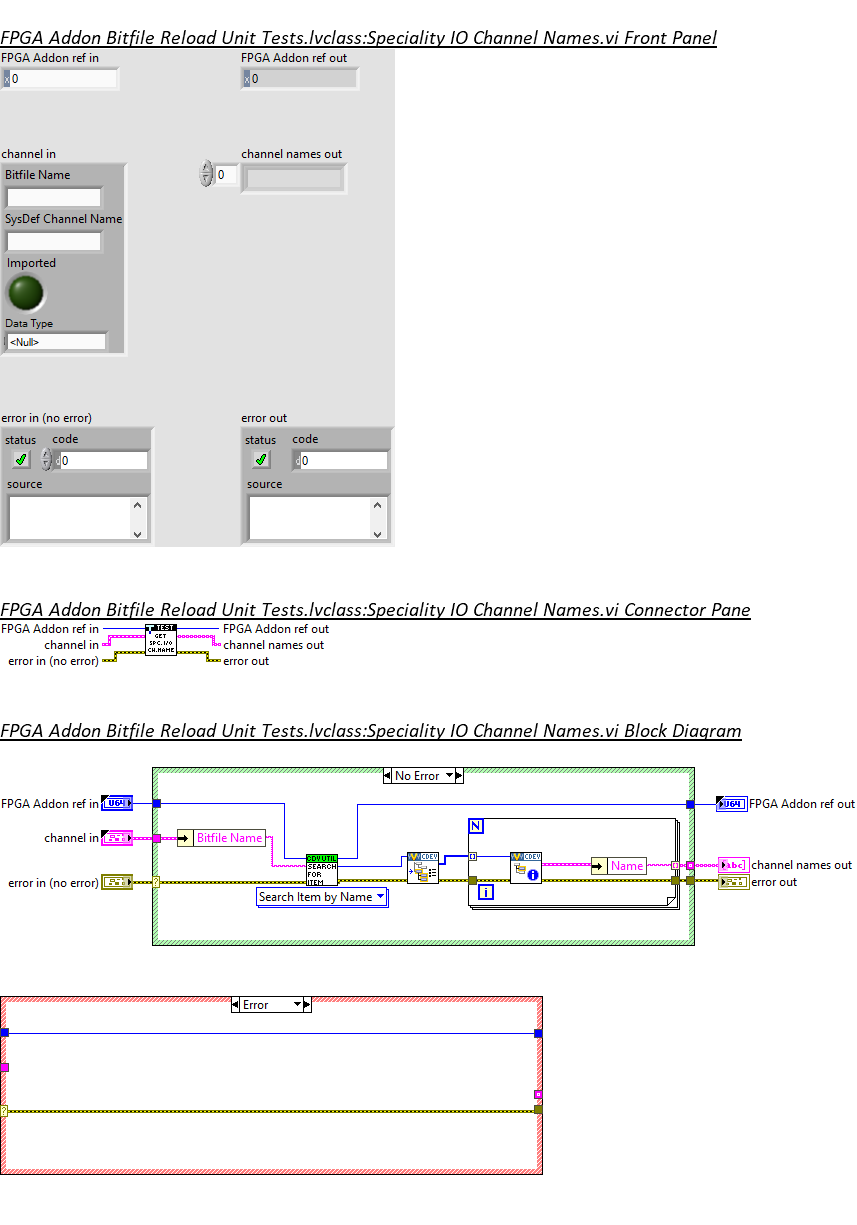 FPGA Addon Bitfile Reload Unit Tests.lvclass:Speciality IO Channel Names.vi Front Panel
FPGA Addon ref in
FPGA Addon ref out
x 0
x 0
channel in
channel names out
Bitfile Name
0
SysDef Channel Name
Imported
Data Type
<Null>
error in (no error)
error out
status code
status code
d 0
d 0
source
source
FPGA Addon Bitfile Reload Unit Tests.lvclass:Speciality IO Channel Names.vi Connector Pane
FPGA Addon ref in
channel in
error in (no error)
TEST
GET
SPC.I/O
CH.NAME
FPGA Addon ref out
channel names out
error out
FPGA Addon Bitfile Reload Unit Tests.lvclass:Speciality IO Channel Names.vi Block Diagram
No Error
FPGA Addon ref in
U64
U64
FPGA Addon ref out
channel in
Bitfile Name
N
CDV UTIL
SEARCH
FOR
ITEM
CDEV
CDEV
Name
abc
channel names out
error in (no error)
?
error out
Search Item by Name
i
Error
?